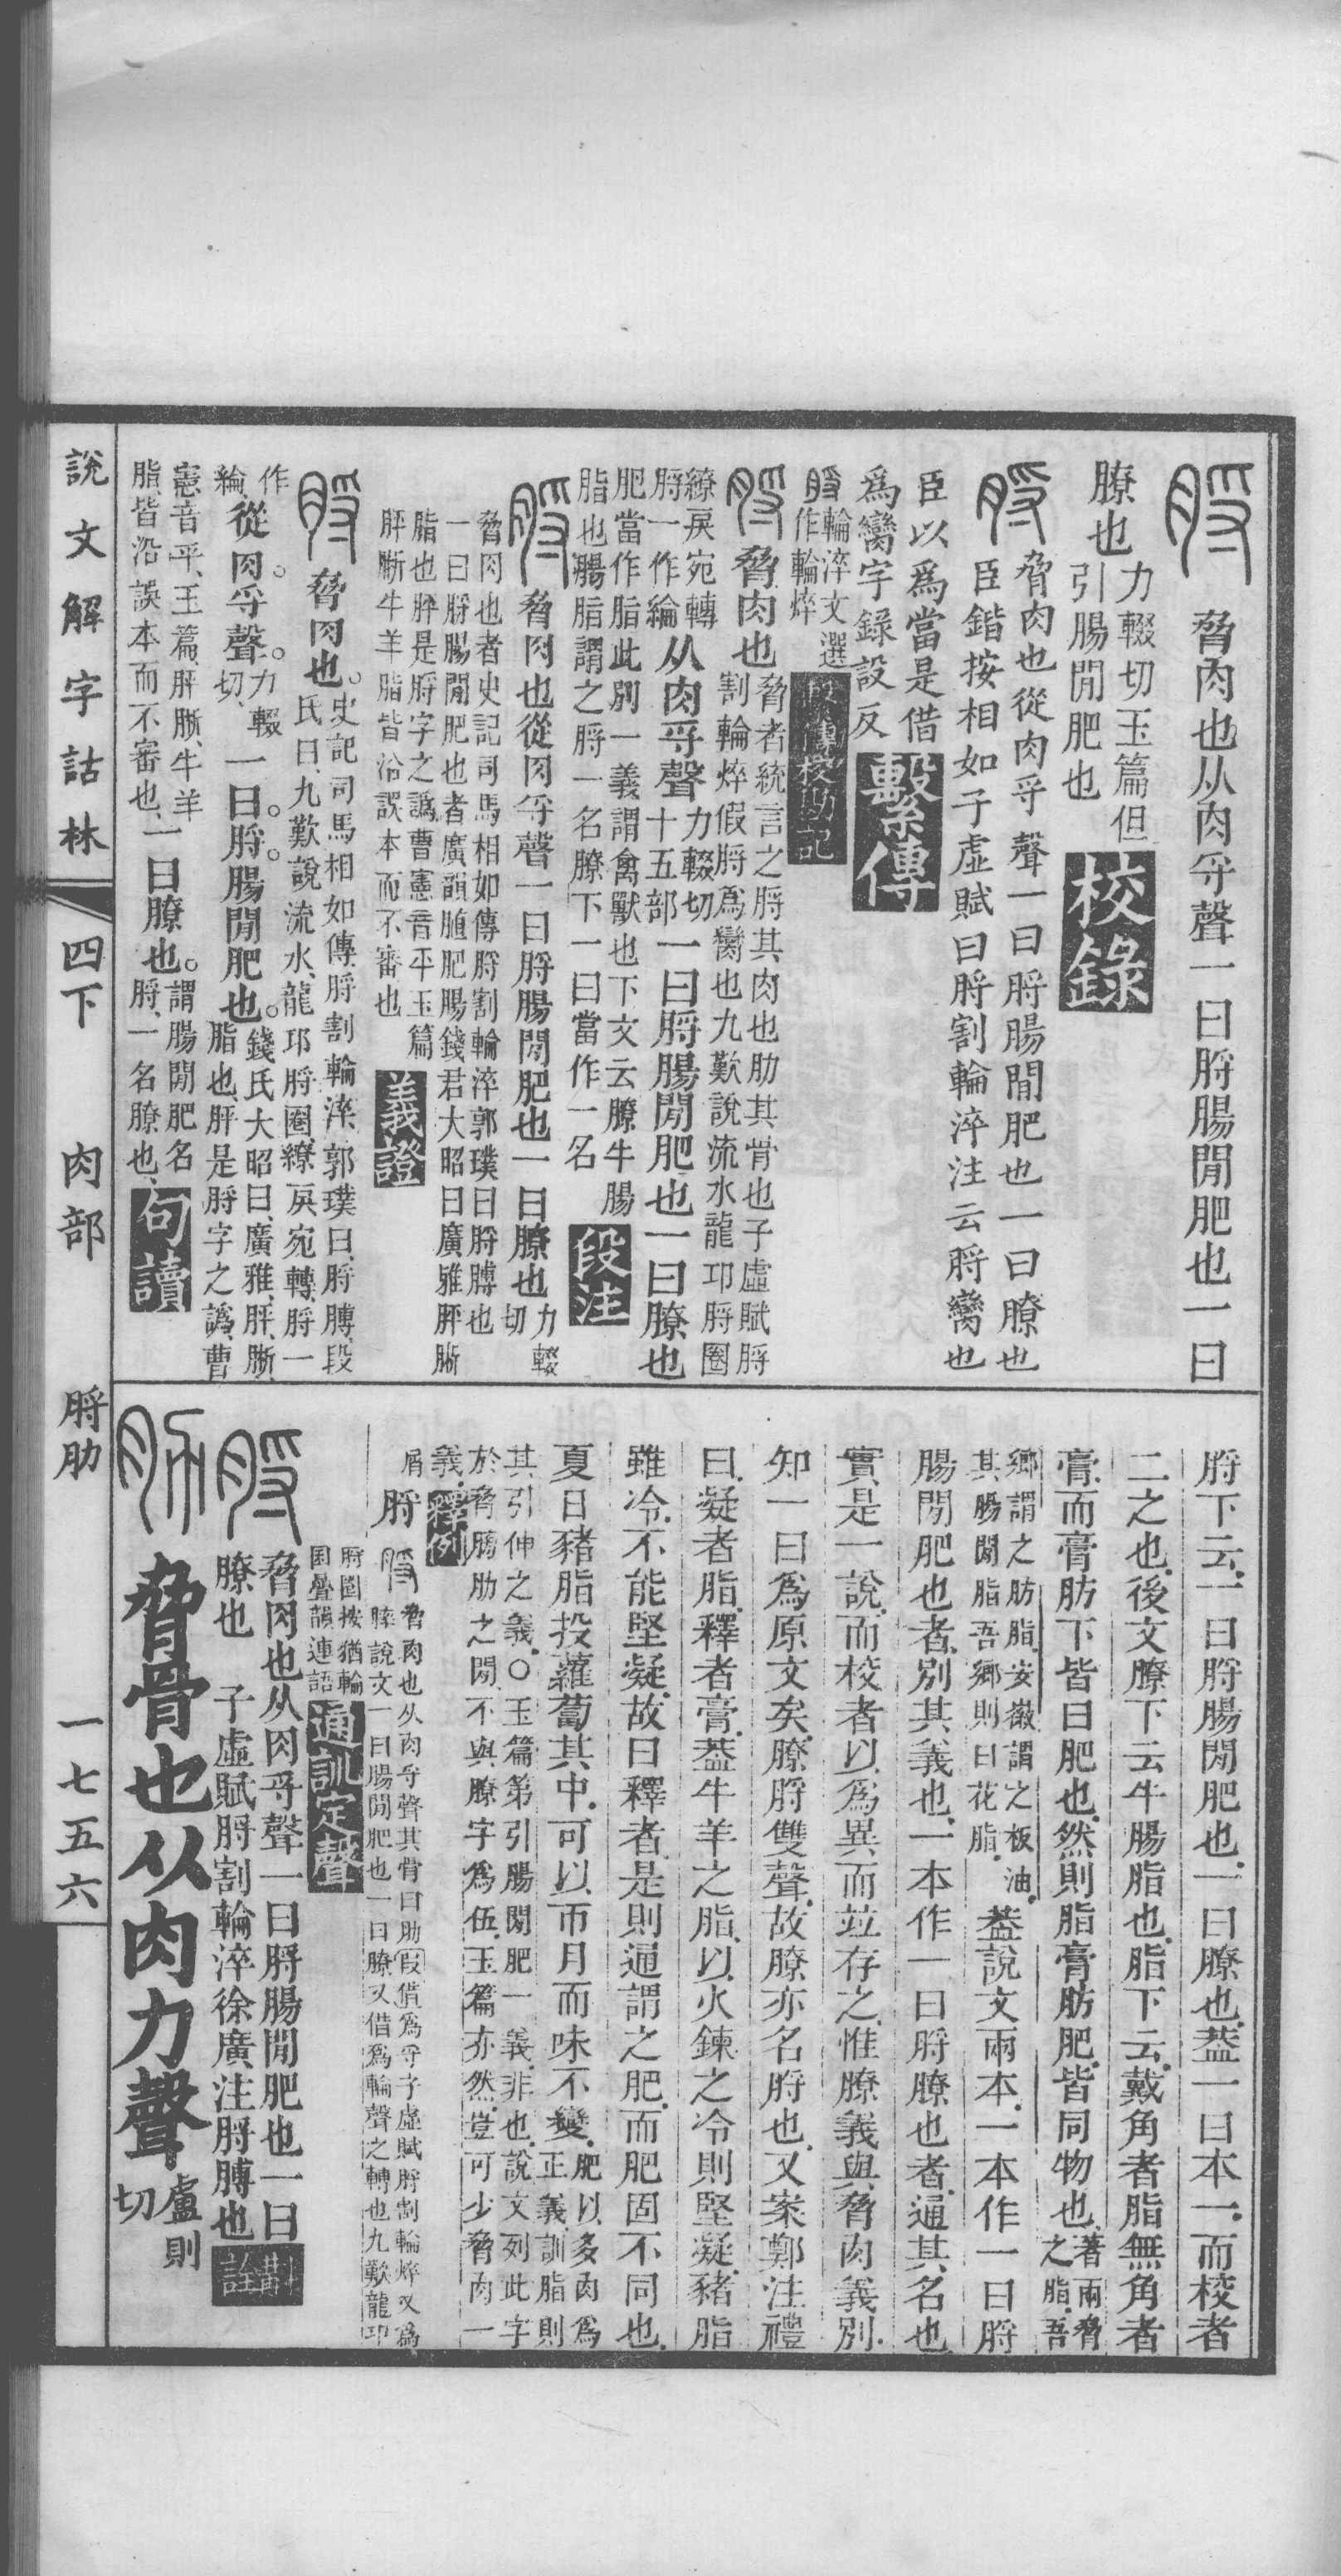 脟 脅肉也从肉寽聲一曰脟腸閒肥也一曰
膫也力輟切玉篇但引腸閒肥也 校錄
脟 脅肉也從肉寽聲一曰脟腸閒肥也一曰膫也
臣鍇按相如子虛賦曰脟割輪淬注云脟臠也
臣以爲當是借
爲臠字錄設反 繫傳
脟 輪淬文選作輪焠 段傳校勘記
脟 脅肉也 脅者統言之脟其肉也肋其骨也子虛賦脟
割輪焠假脟爲臠也九歎說流水龍邛脟圈
繚戾宛轉脟一作綸 从肉寽聲 力輟切十五部 一曰脟腸閒肥也一曰膫也
肥當作脂此別一義謂禽獸也下文云膫牛腸
脂也腸脂謂之脟一名膫下一曰當作一名 段注
脟 脅肉也從肉寽聲一曰脟腸閒肥也一曰膫也 力輟切
脅肉也者史記司馬相如傳脟割輪淬郭璞曰脟膊也
一曰脟腸閒肥也者廣韻脜肥腸錢君大昭曰廣雅胓䐉
脂也胓是脟字之譌曹憲音平玉篇
胓䐉牛羊脂皆沿誤本而不審也 義證
脟 脅肉也。史記司馬相如傳、脟割輪淬、郭璞曰、脟膊、段
氏曰、九歎說流水、龍邛脟圈、繚戾宛轉、脟一
作綸、從肉。寽聲。力輟切、一曰。脟。腸閒肥也。錢氏大昭曰、廣雅、胓、䐉、
脂也、胓是脟字之譌、曹
憲音平、玉篇、胓䐉、牛羊
脂、皆沿誤本而不審也、一曰膫也。謂腸閒肥名
脟、一名膫也、 句讀
脟下云、一曰脟腸閒肥也、一曰膫也、葢一曰本一、而校者
二之也、後文膫下云牛腸脂也、脂下云、戴角者脂無角者
膏、而膏肪下皆曰肥也、然則脂膏肪肥、皆同物也、著兩脅之脂、吾
鄉謂之肪脂、安徽謂之板油、
其腸閒脂吾鄉則曰花脂、葢說文兩本、一本作一曰脟
腸閒肥也者、別其義也、一本作一曰脟膫也者、通其名也
實是一說、而校者以爲異而竝存之、惟膫義與脅肉義別、
知一曰爲原文矣、膫脟雙聲、故膫亦名脟也、又案鄭注禮
曰、凝者脂、釋者膏、葢牛羊之脂、以火鍊之冷則堅凝、豬脂
雖冷、不能堅凝、故曰釋者、是則通謂之肥、而肥固不同也、
夏日豬脂投蘿蔔其中、可以帀月而味不變、肥以多肉爲
正義、訓脂則
其引伸之義、〇玉篇第引腸閒肥一義、非也、說文列此字
於脅膌肋之閒、不與膫字爲伍、玉篇亦然、豈可少脅肉一
義 釋例
屑 脟 脟 脅肉也从肉寽聲其骨曰肋假借爲寽子虛賦脟割輪焠又爲
膟說文一曰腸閒肥也一曰膫又借爲輪聲之轉也九歎龍卬
脟圈按猶輪囷疊韻連語 通訓定聲
脟 脅肉也从肉寽聲一曰脟腸閒肥也一曰
膫也 子虛賦脟割輪淬徐廣注脟膊也 斠詮
肋 脅骨也从肉力聲 盧則切
說文解字詁林 四下 肉部 脟肋 一七五六